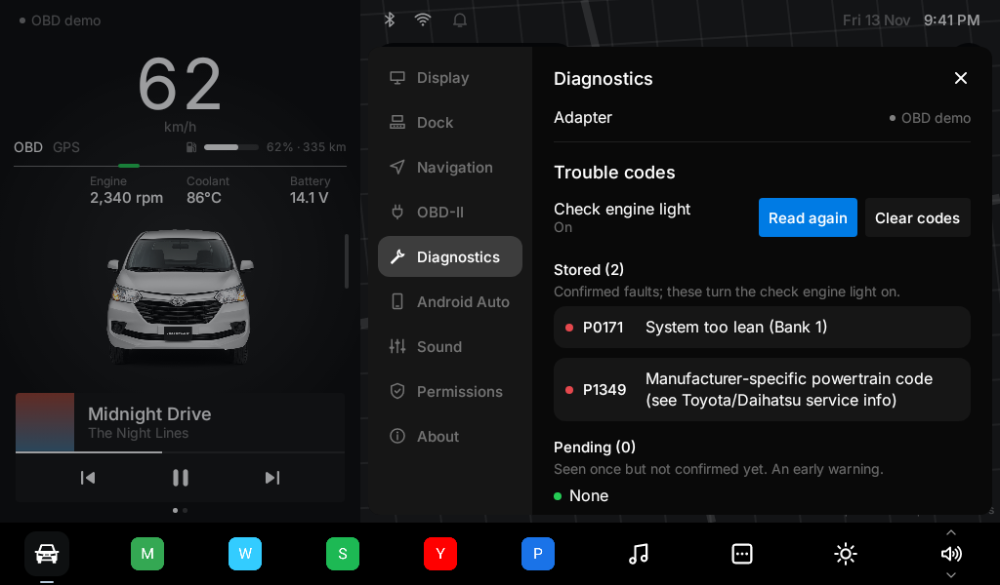 OBD demo
62
km/h
OBD GPS
62% · 335 km
Engine Coolant Battery
2,340 rpm 86°C 14.1 V
Midnight Drive
The Night Lines
Fri 13 Nov 9:41 PM
Display
Dock
Navigation
OBD-II
Diagnostics
Android Auto
Sound
Permissions
About
Diagnostics
Adapter OBD demo
Trouble codes
Check engine light
On
Read again Clear codes
Stored (2)
Confirmed faults; these turn the check engine light on.
P0171 System too lean (Bank 1)
P1349 Manufacturer-specific powertrain code
(see Toyota/Daihatsu service info)
Pending (0)
Seen once but not confirmed yet. An early warning.
None
M W S Y P